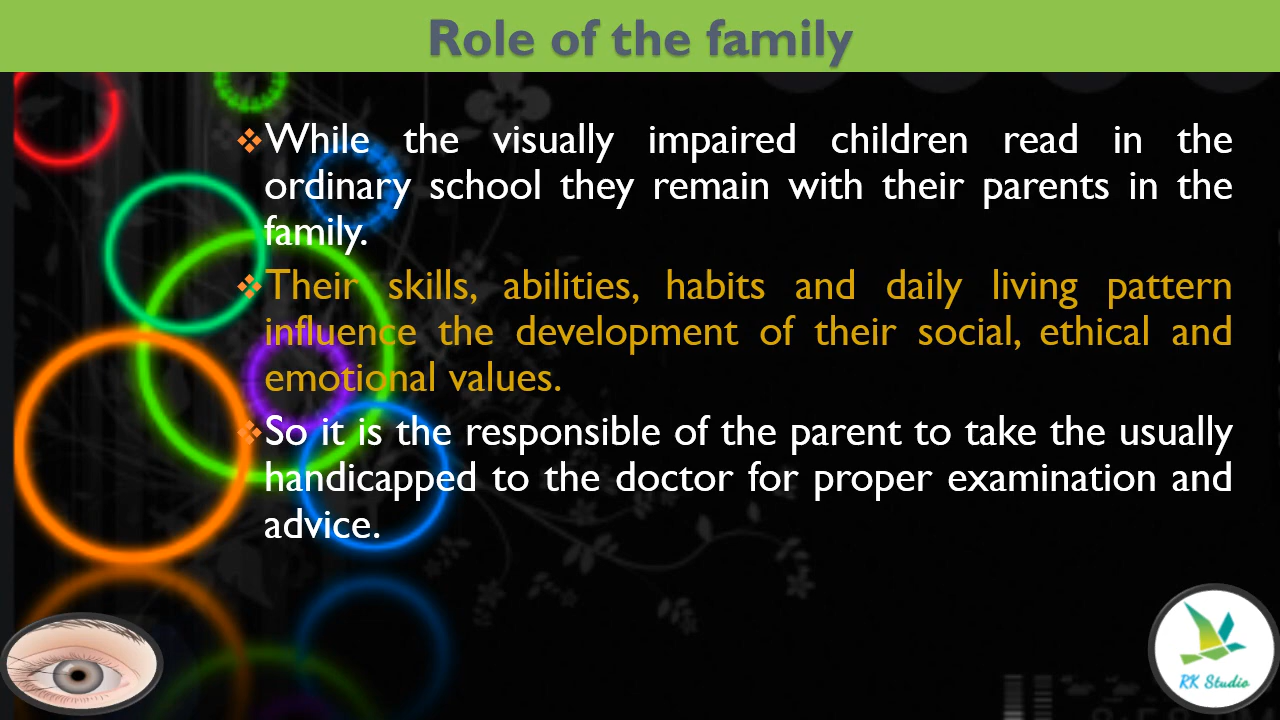 Role of the family
While the visually impaired children read in the
ordinary school they remain with their parents in the
family.
Their skills, abilities, habits and daily living pattern
influence the development of their social, ethical and
emotional values.
So it is the responsible of the parent to take the usually
handicapped to the doctor for proper examination and
advice.
RK Studio